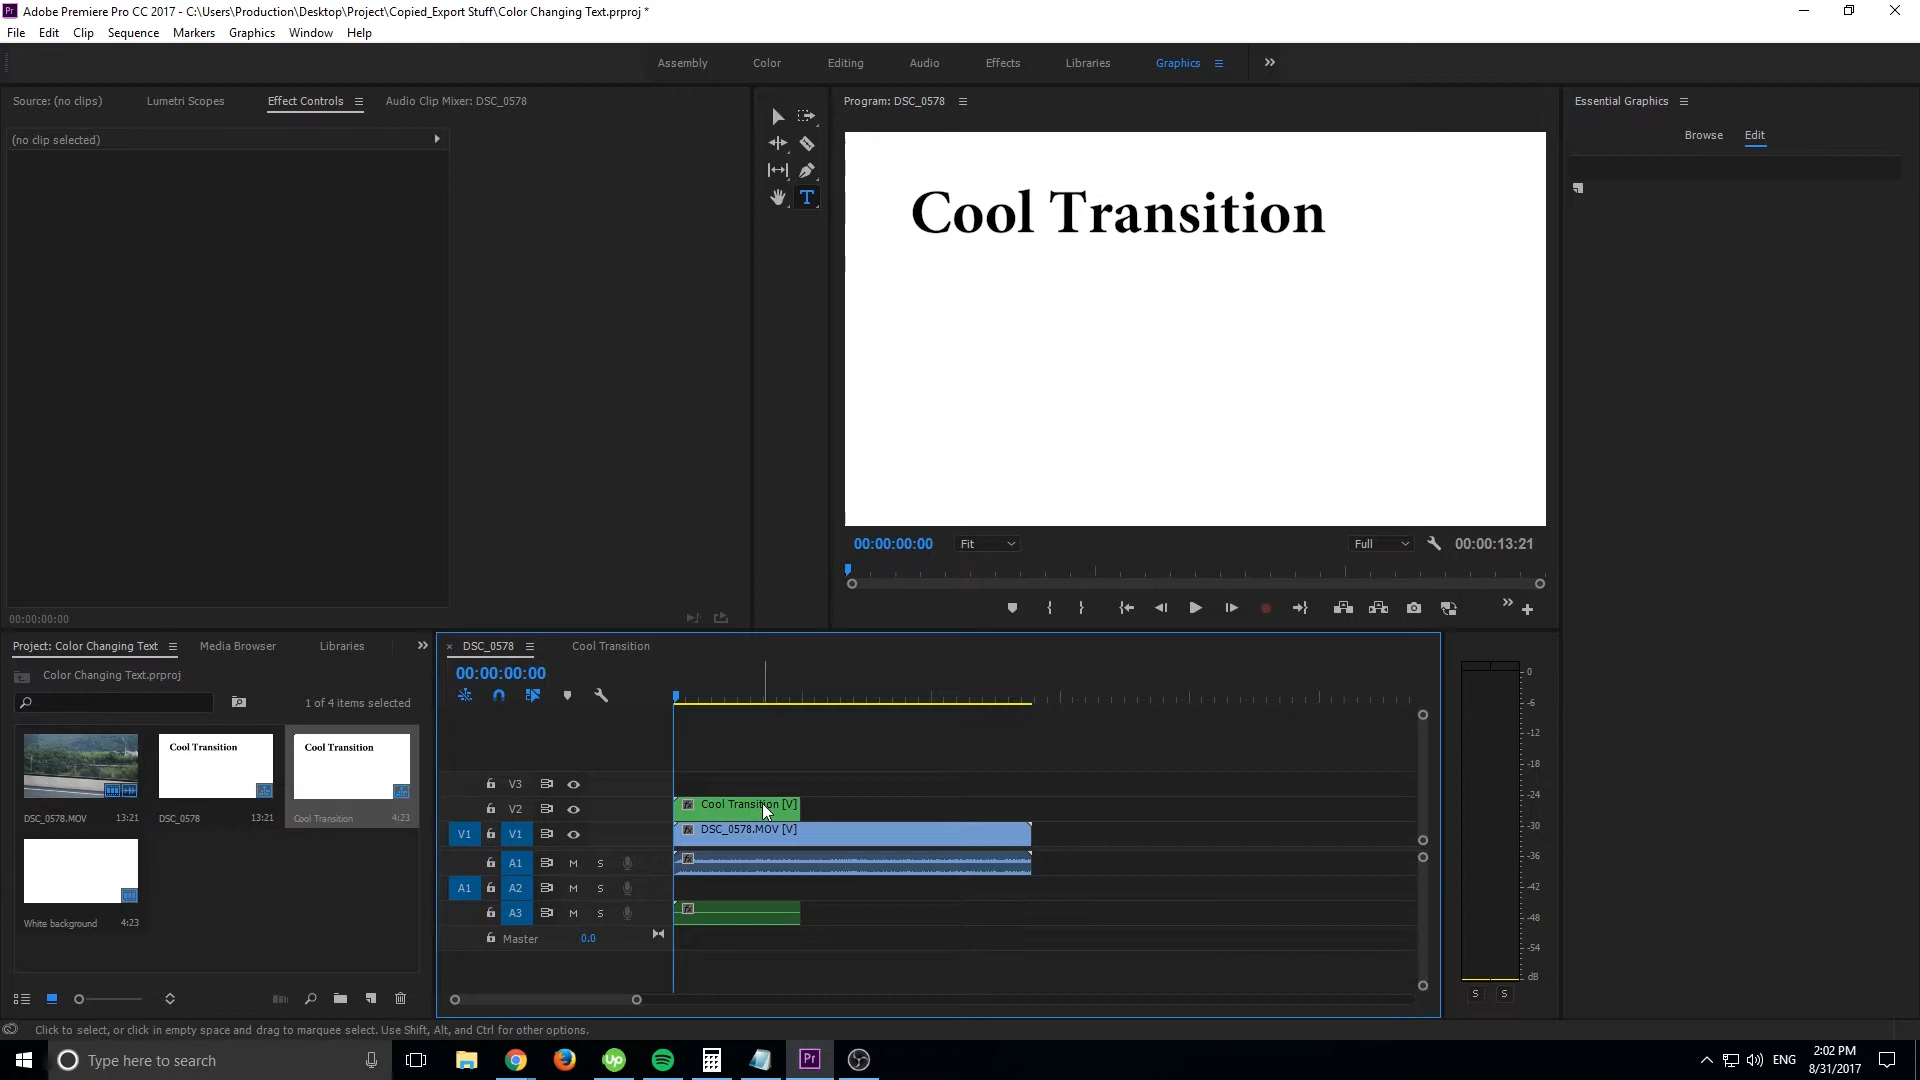 Adobe Premiere Pro CC 2017 - C:\Users\Production\Desktop\Project\Copied_Export Stuff\Color Changing Text.prproj *
File Edit Clip Sequence Markers Graphics Window Help
Assembly Color Editing Audio Effects Libraries Graphics
Source: (no clips) Lumetri Scopes Effect Controls Audio Clip Mixer: DSC_0578
(no clip selected)
00:00:00:00
Program: DSC_0578
Cool Transition
00:00:00:00 Fit Full 00:00:13:21
Essential Graphics
Browse Edit
Project: Color Changing Text Media Browser Libraries
Color Changing Text.prproj
1 of 4 items selected
Cool Transition Cool Transition
DSC_0578.MOV 13:21 DSC_0578 13:21 Cool Transition 4:23
White background 4:23
DSC_0578 Cool Transition
00:00:00:00
V3
V2 Cool Transition [V]
V1 V1 DSC_0578.MOV [V]
A1 M S
A1 A2 M S
A3 M S
Master 0.0
0
-6
-12
-18
-24
-30
-36
-42
-48
-54
dB
S S
Click to select, or click in empty space and drag to marquee select. Use Shift, Alt, and Ctrl for other options.
Type here to search
up
Pr
ENG
2:02 PM
8/31/2017